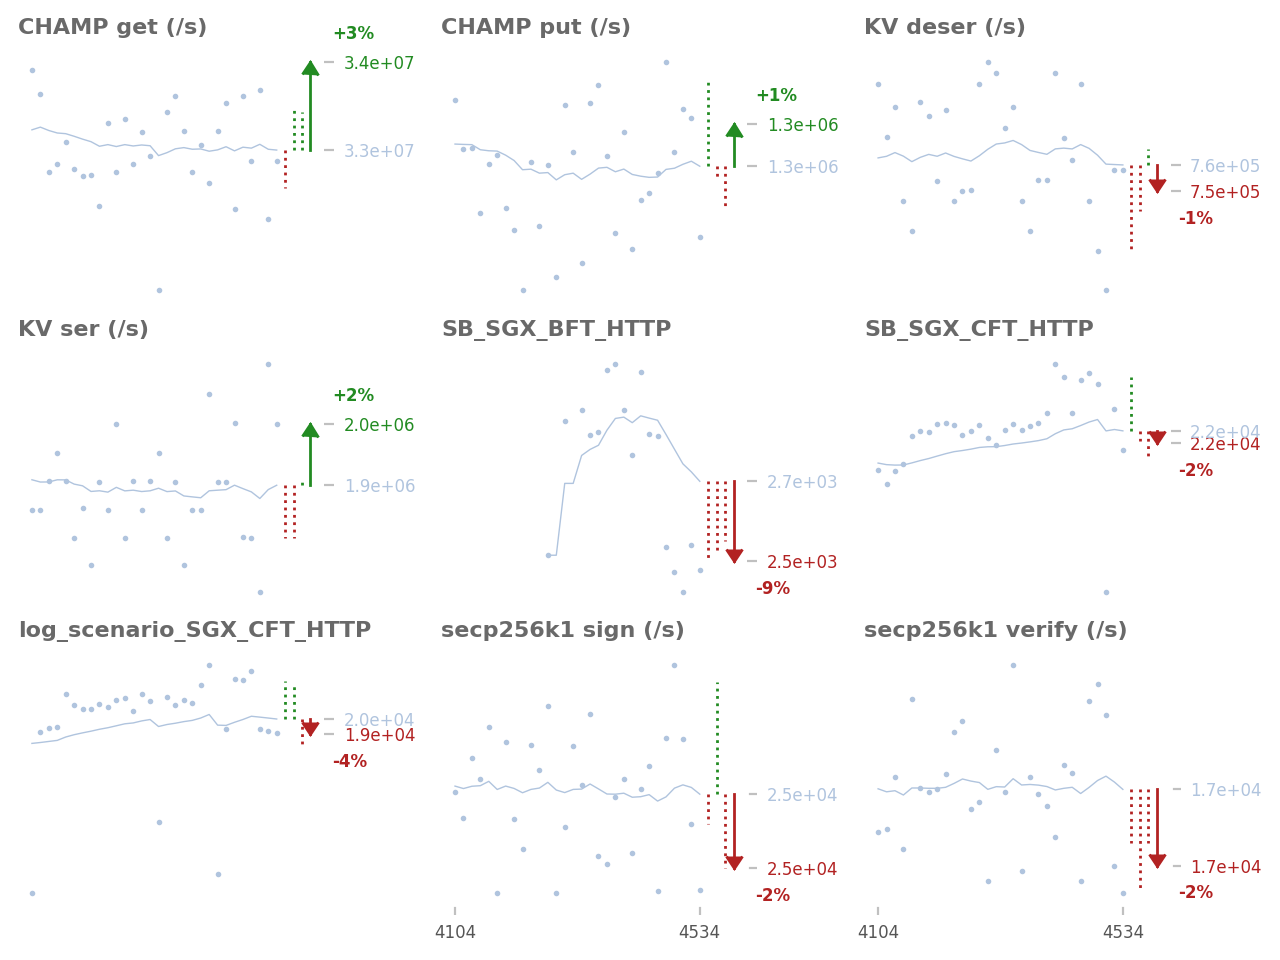 CHAMP get (/s)
+3%
3.4e+07
3.3e+07
CHAMP put (/s)
+1%
1.3e+06
1.3e+06
KV deser (/s)
7.6e+05
7.5e+05
-1%
KV ser (/s)
+2%
2.0e+06
1.9e+06
SB_SGX_BFT_HTTP
2.7e+03
2.5e+03
-9%
SB_SGX_CFT_HTTP
2.2e+04
2.2e+04
-2%
log_scenario_SGX_CFT_HTTP
2.0e+04
1.9e+04
-4%
secp256k1 sign (/s)
2.5e+04
2.5e+04
-2%
4104 4534
secp256k1 verify (/s)
1.7e+04
1.7e+04
-2%
4104 4534